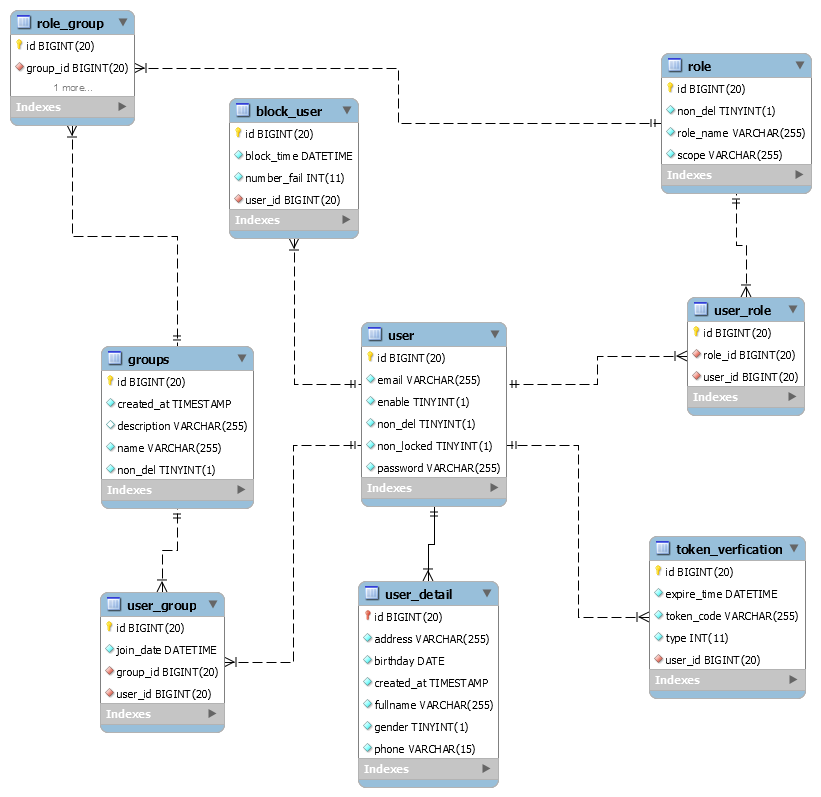 role_group
id BIGINT(20)
group_id BIGINT(20)
1 more...
Indexes
block_user
id BIGINT(20)
block_time DATETIME
number_fail INT(11)
user_id BIGINT(20)
Indexes
role
id BIGINT(20)
non_del TINYINT(1)
role_name VARCHAR(255)
scope VARCHAR(255)
Indexes
groups
id BIGINT(20)
created_at TIMESTAMP
description VARCHAR(255)
name VARCHAR(255)
non_del TINYINT(1)
Indexes
user
id BIGINT(20)
email VARCHAR(255)
enable TINYINT(1)
non_del TINYINT(1)
non_locked TINYINT(1)
password VARCHAR(255)
Indexes
user_role
id BIGINT(20)
role_id BIGINT(20)
user_id BIGINT(20)
Indexes
user_group
id BIGINT(20)
join_date DATETIME
group_id BIGINT(20)
user_id BIGINT(20)
Indexes
user_detail
id BIGINT(20)
address VARCHAR(255)
birthday DATE
created_at TIMESTAMP
fullname VARCHAR(255)
gender TINYINT(1)
phone VARCHAR(15)
Indexes
token_verfication
id BIGINT(20)
expire_time DATETIME
token_code VARCHAR(255)
type INT(11)
user_id BIGINT(20)
Indexes